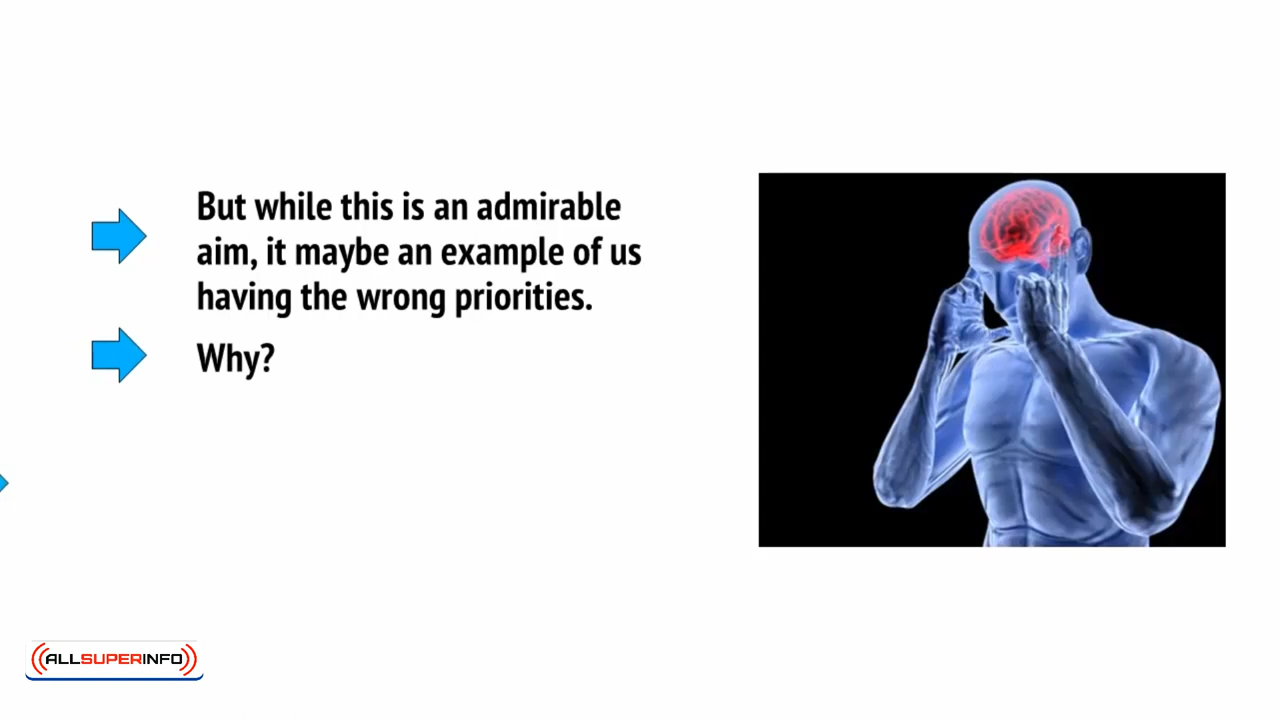 But while this is an admirable
aim, it maybe an example of us
having the wrong priorities.
Why?
ALLSUPERINFO